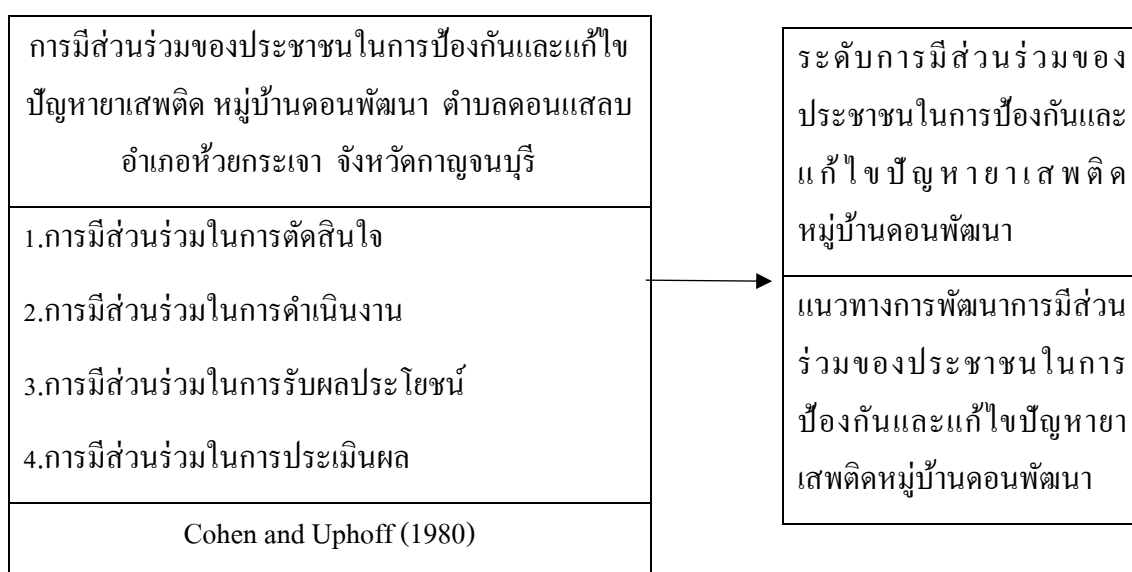 การมีส่วนร่วมของประชาชนในการป้องกันและแก้ไข
ปัญหายาเสพติด หมู่บ้านดอนพัฒนา ตำบลดอนแสลบ
อำเภอห้วยกระเจา จังหวัดกาญจนบุรี
1.การมีส่วนร่วมในการตัดสินใจ
2.การมีส่วนร่วมในการดำเนินงาน
3.การมีส่วนร่วมในการรับผลประโยชน์
4.การมีส่วนร่วมในการประเมินผล
Cohen and Uphoff (1980)
ระดับการมีส่วนร่วมของ
ประชาชนในการป้องกันและ
แก้ไขปัญหายาเสพติด
หมู่บ้านดอนพัฒนา
แนวทางการพัฒนาการมีส่วน
ร่วมของประชาชนในการ
ป้องกันและแก้ไขปัญหายา
เสพติดหมู่บ้านดอนพัฒนา